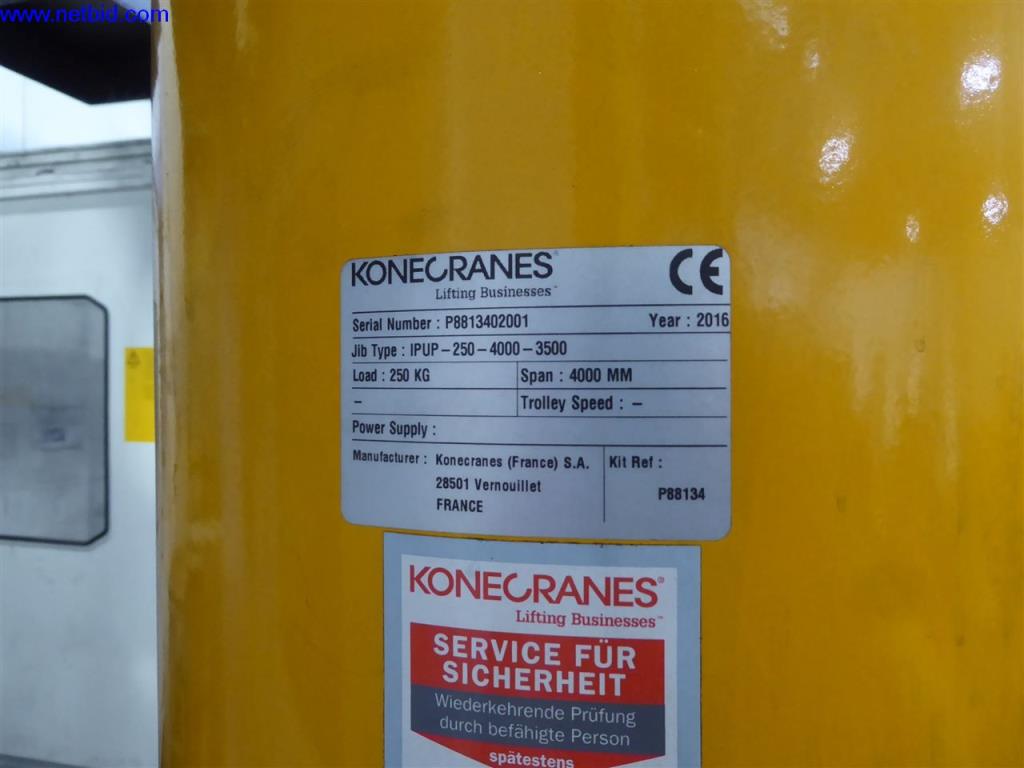 www.netbid.com
KONECRANES®
Lifting Businesses™
CE
Serial Number : P8813402001 Year : 2016
Jib Type : IPUP-250-4000-3500
Load : 250 KG Span : 4000 MM
- Trolley Speed : -
Power Supply :
Manufacturer : Konecranes (France) S.A. Kit Ref :
28501 Vernouillet P88134
FRANCE
KONECRANES®
Lifting Businesses™
SERVICE FÜR
SICHERHEIT
Wiederkehrende Prüfung
durch befähigte Person
spätestens